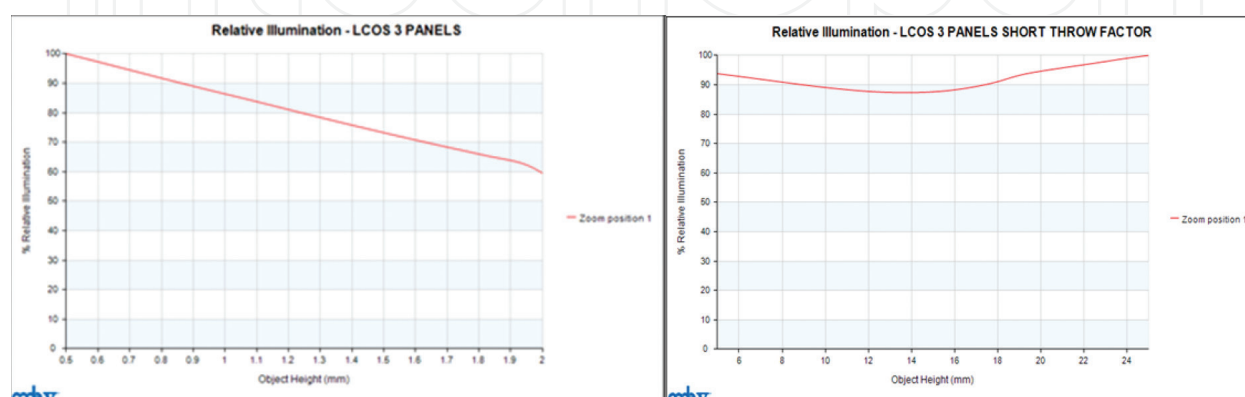 Relative Illumination - LCOS 3 PANELS
100
90
80
70
60
50
40
30
20
10
0
% Relative Illumination
0.5 0.6 0.7 0.8 0.9 1 1.1 1.2 1.3 1.4 1.5 1.6 1.7 1.8 1.9 2
Object Height (mm)
Zoom position 1
Relative Illumination - LCOS 3 PANELS SHORT THROW FACTOR
100
90
80
70
60
50
40
30
20
10
0
% Relative Illumination
6 8 10 12 14 16 18 20 22 24
Object Height (mm)
Zoom position 1